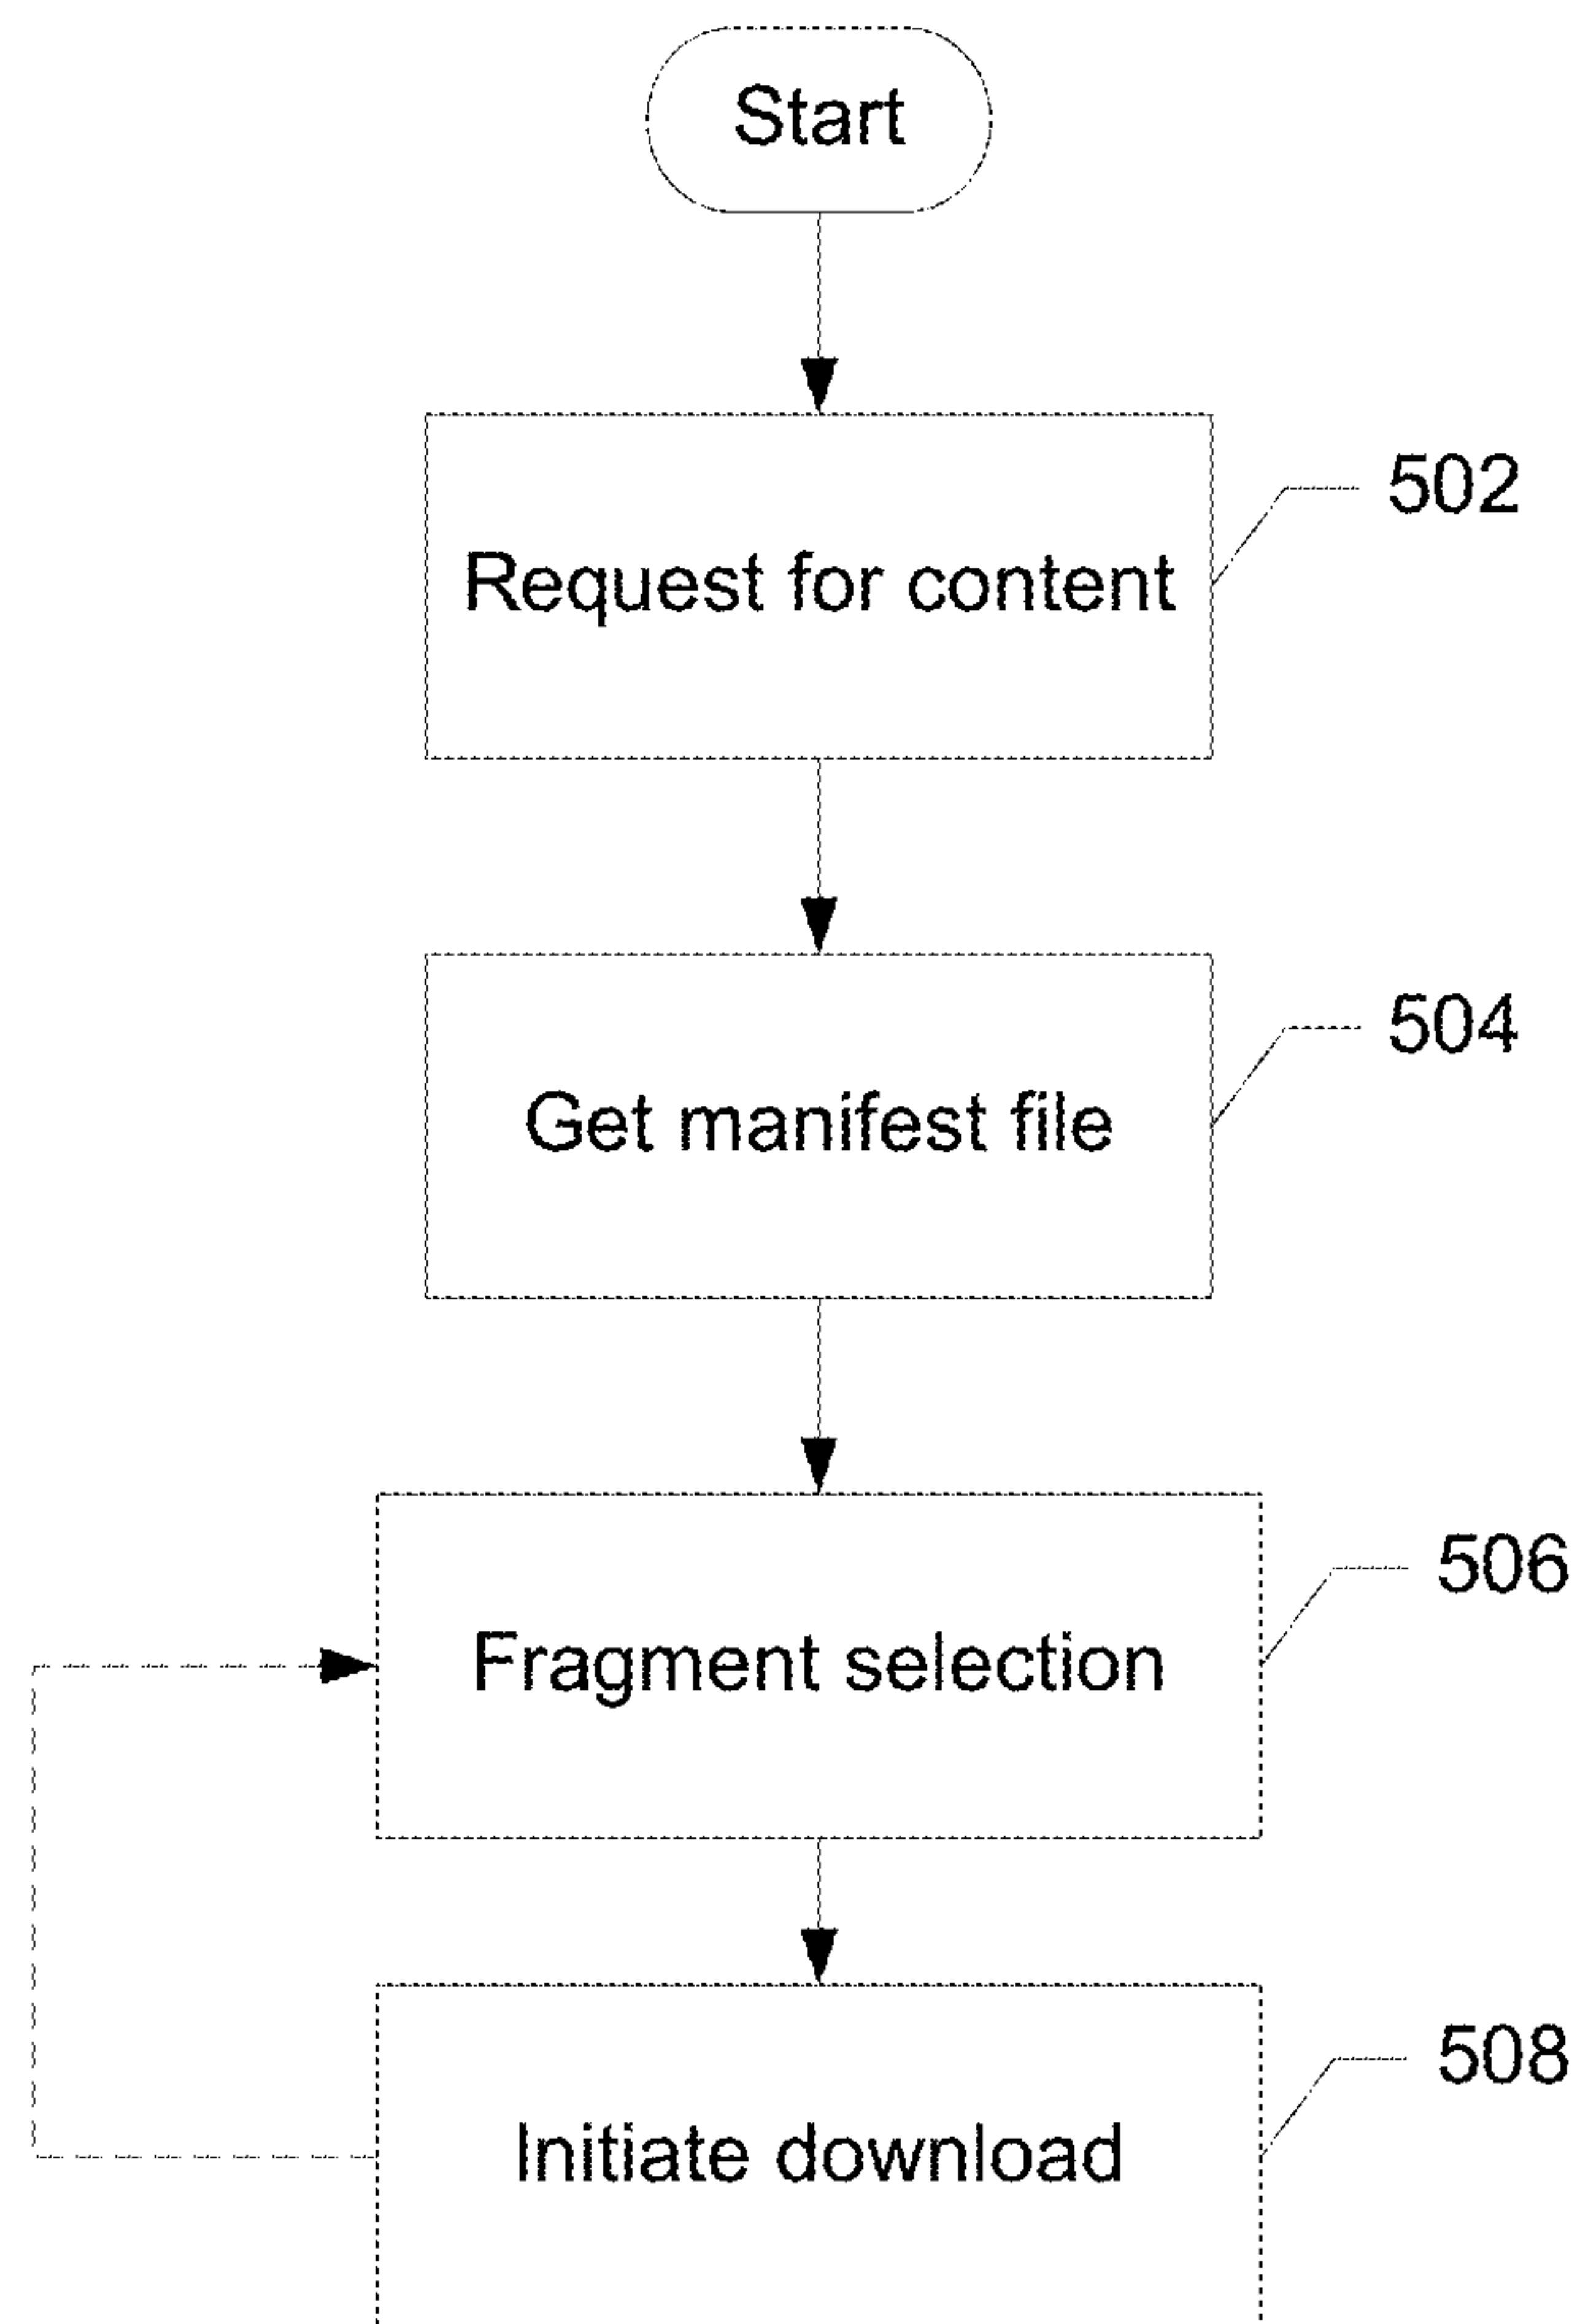 Start
502
Request for content
504
Get manifest file
506
Fragment selection
508
Initiate download